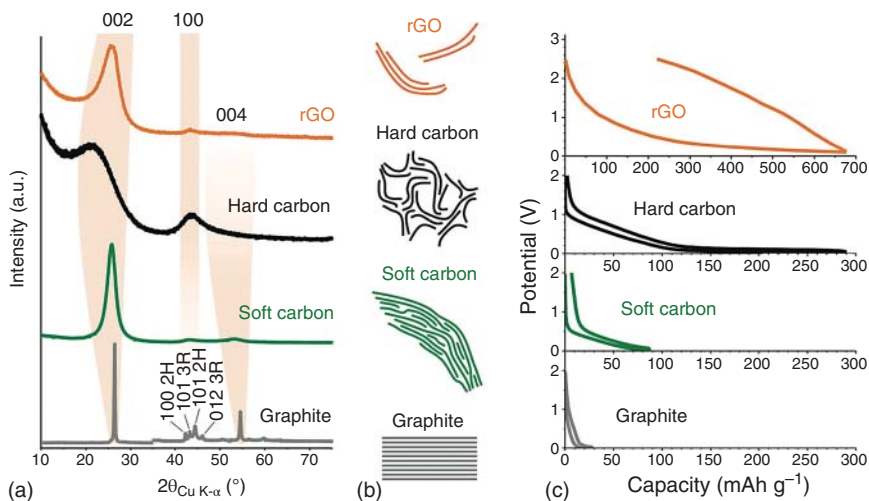 002
100
004
rGO
Hard carbon
Soft carbon
100 2H
101 3R
101 2H
012 3R
Graphite
Intensity (a.u.)
10
20
30
40
50
60
70
2θCu K-α (°)
(a)
rGO
Hard carbon
Soft carbon
Graphite
(b)
3
2
1
0
rGO
100
200
300
400
500
600
700
2
1
0
Hard carbon
50
100
150
200
250
300
2
1
0
Soft carbon
50
100
150
200
250
300
2
1
0
Graphite
0
50
100
150
200
250
300
Potential (V)
Capacity (mAh g⁻¹)
(c)